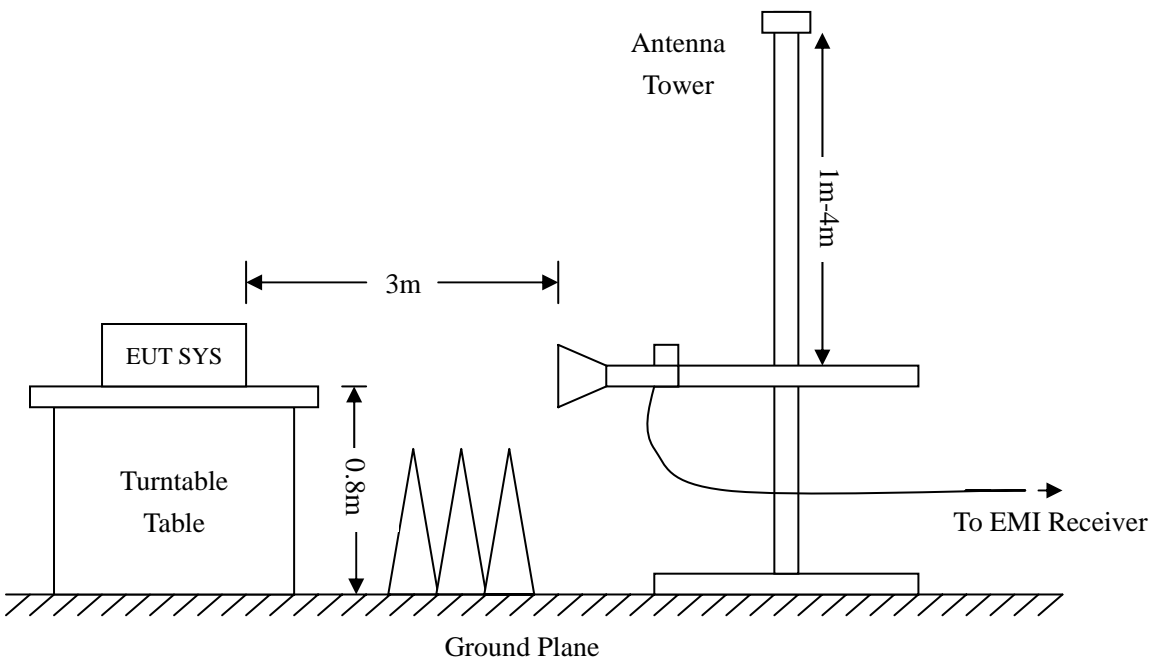 Antenna
Tower
1m-4m
3m
EUT SYS
0.8m
Turntable
Table
To EMI Receiver
Ground Plane